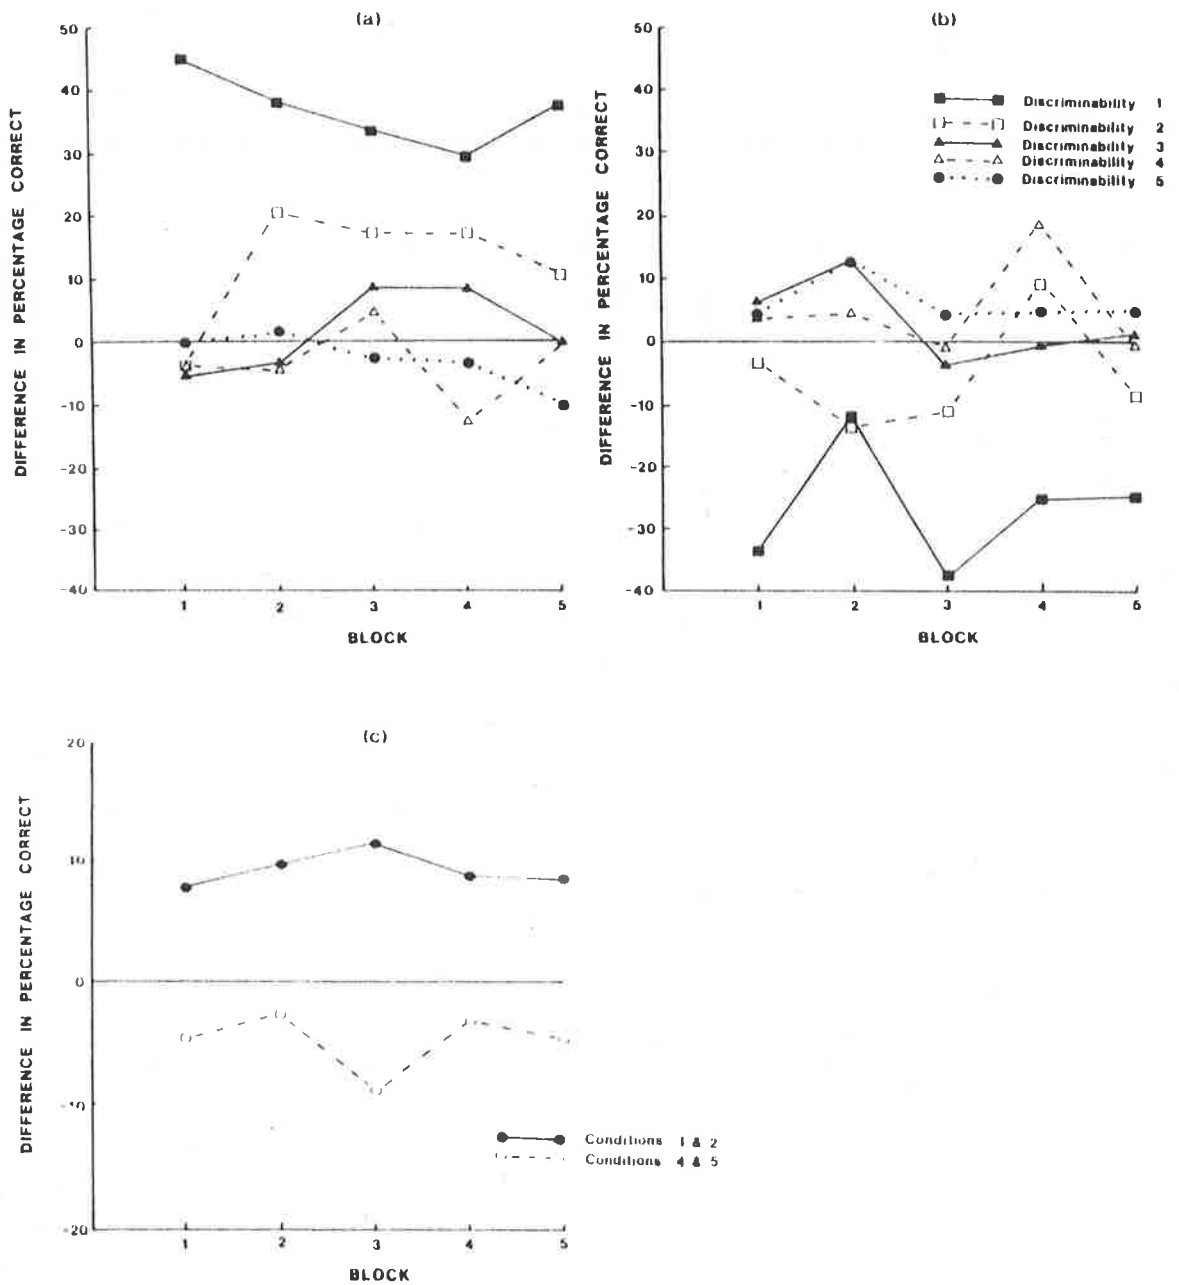 (a)
50
40
30
20
10
0
-10
-20
-30
-40
1 2 3 4 5
BLOCK
DIFFERENCE IN PERCENTAGE CORRECT
(b)
50
40
30
20
10
0
-10
-20
-30
-40
1 2 3 4 5
BLOCK
DIFFERENCE IN PERCENTAGE CORRECT
Discriminability 1
Discriminability 2
Discriminability 3
Discriminability 4
Discriminability 5
(c)
20
10
0
-10
-20
1 2 3 4 5
BLOCK
DIFFERENCE IN PERCENTAGE CORRECT
Conditions 1 & 2
Conditions 4 & 5